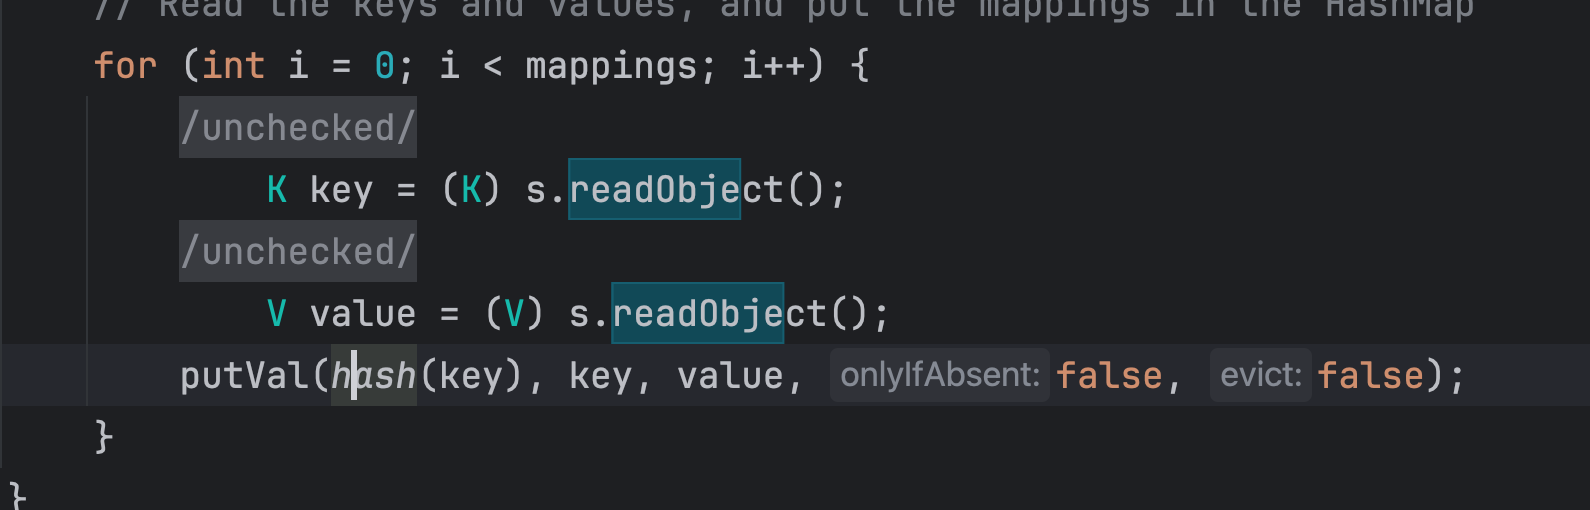 // Read the keys and values, and put the mappings in the HashMap
for (int i = 0; i < mappings; i++) {
/unchecked/
K key = (K) s.readObject();
/unchecked/
V value = (V) s.readObject();
putVal(hash(key), key, value, onlyIfAbsent: false, evict: false);
}
}